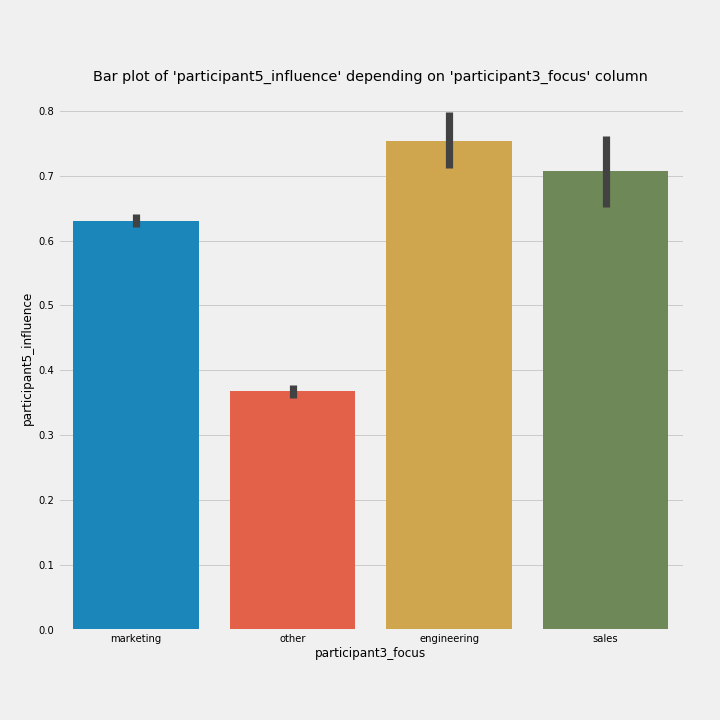 Bar plot of 'participant5_influence' depending on 'participant3_focus' column
participant5_influence
0.8
0.7
0.6
0.5
0.4
0.3
0.2
0.1
0.0
marketing other engineering sales
participant3_focus